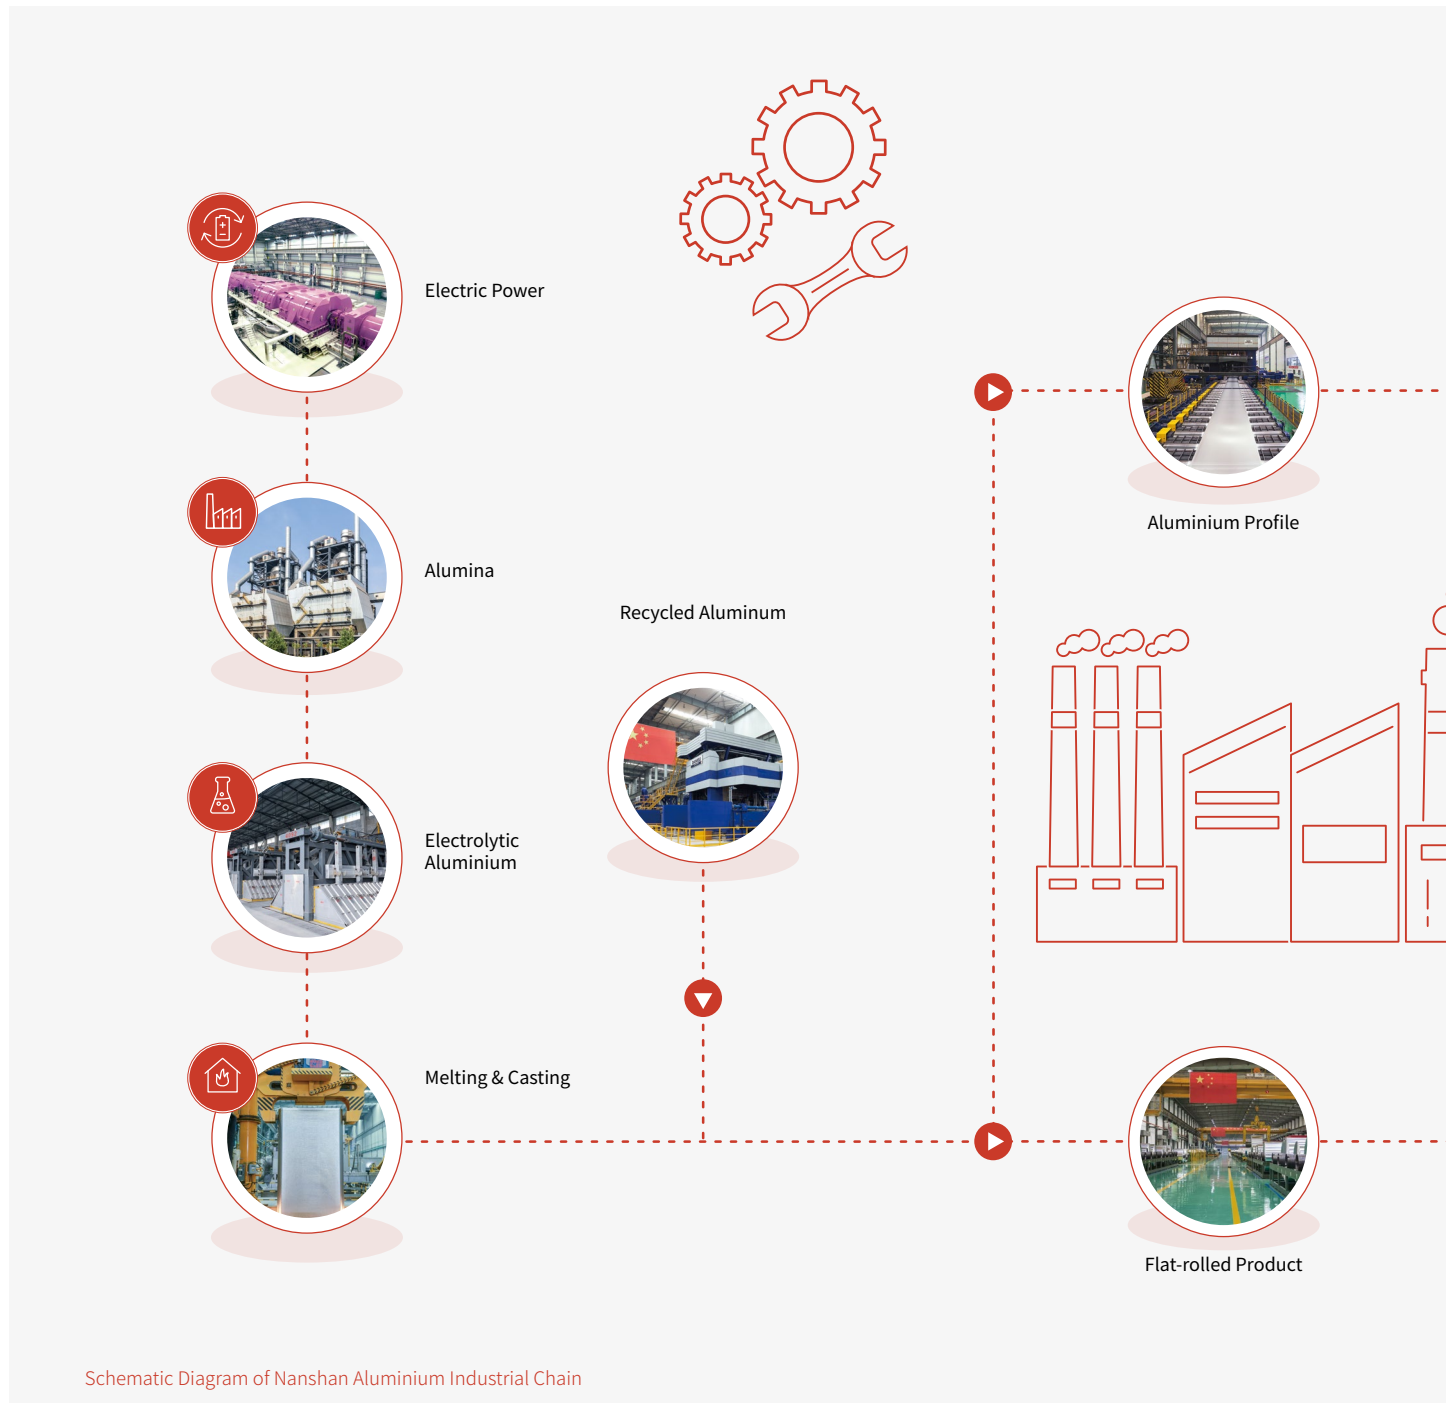 Electric Power
Alumina
Recycled Aluminum
Electrolytic
Aluminium
Melting & Casting
Aluminium Profile
Flat-rolled Product
Schematic Diagram of Nanshan Aluminium Industrial Chain